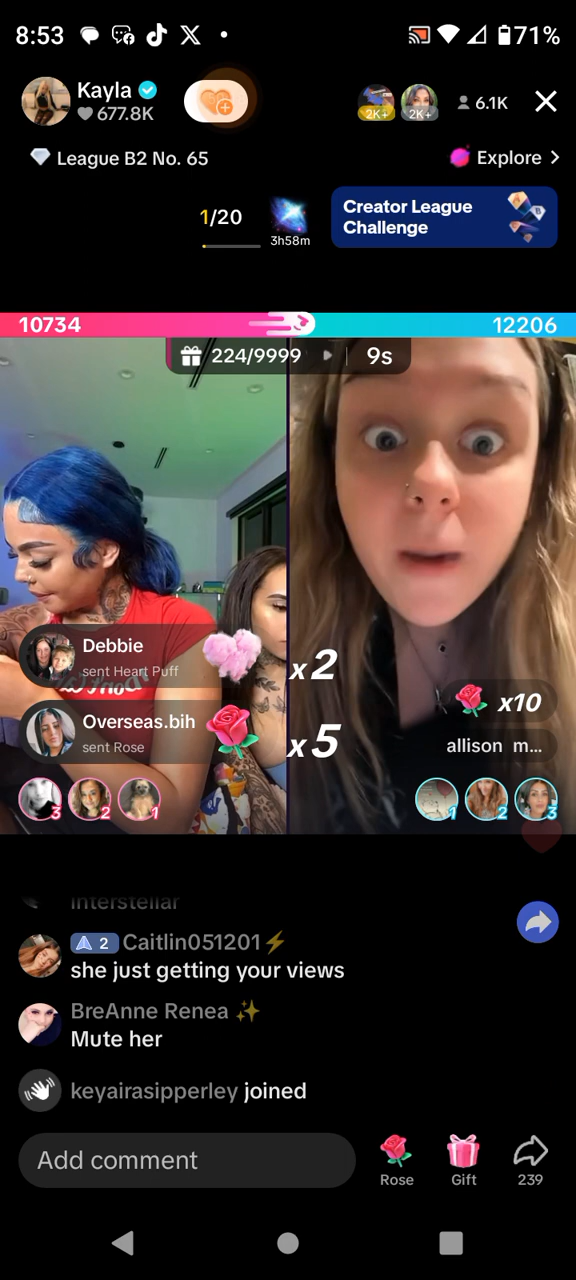 8:53
71%
Kayla
677.8K
2K+
2K+
6.1K
League B2 No. 65
Explore >
1/20
3h58m
Creator League
Challenge
10734
12206
224/9999
9s
Debbie
sent Heart Puff
x2
x10
Overseas.bih
sent Rose
x5
allison m...
3
2
1
1
2
3
interstellar
2 Caitlin051201⚡
she just getting your views
BreAnne Renea ✨
Mute her
keyairasipperley joined
Add comment
Rose
Gift
239